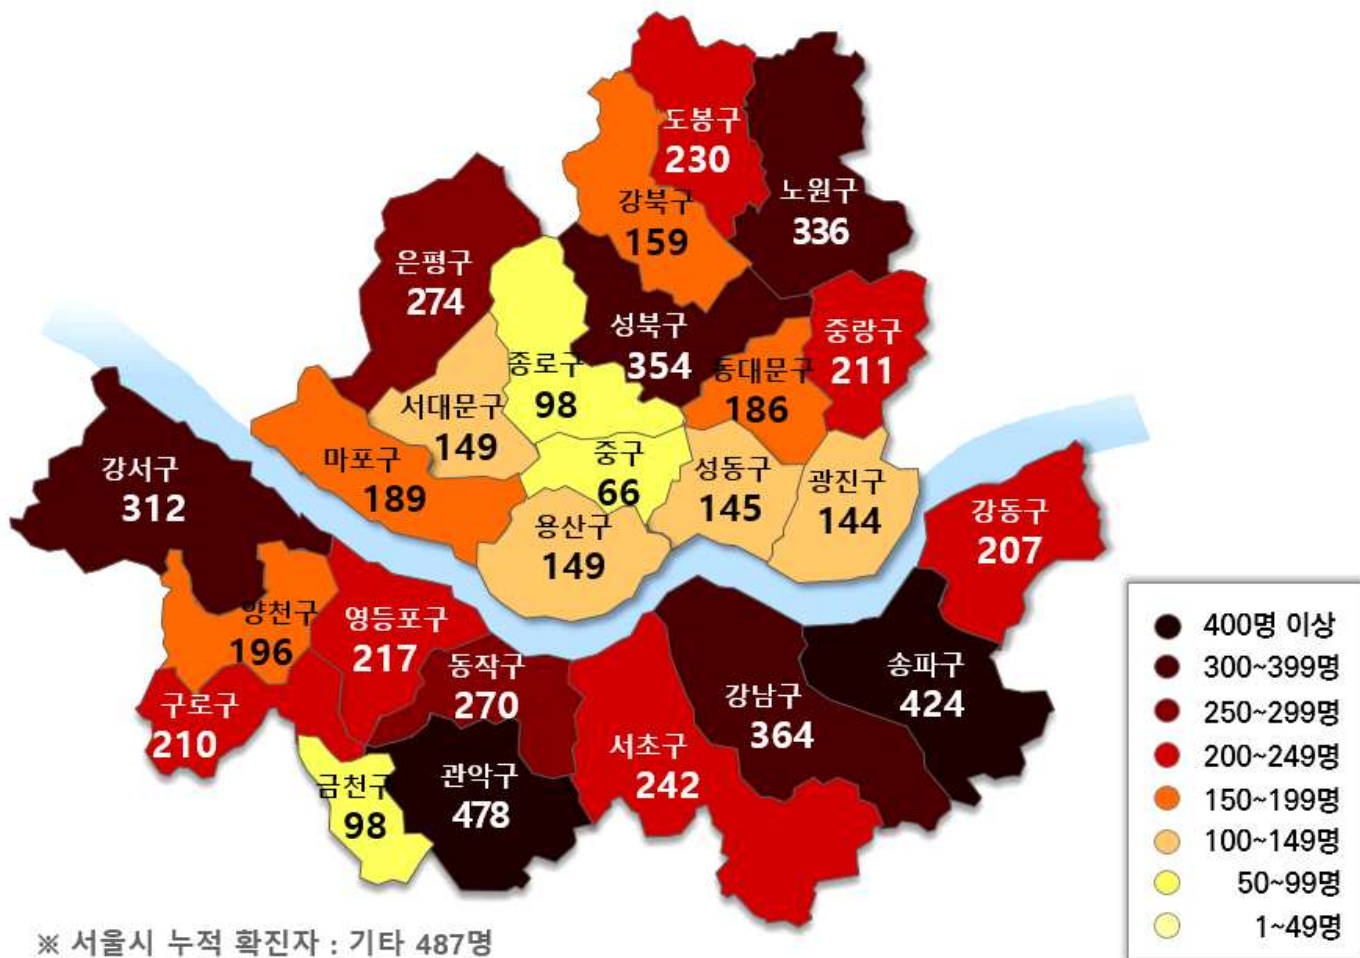 도봉구
230
노원구
336
강북구
159
은평구
274
성북구
354
중랑구
211
종로구
98
동대문구
186
서대문구
149
마포구
189
중구
66
성동구
145
광진구
144
강서구
312
용산구
149
강동구
207
양천구
196
영등포구
217
동작구
270
송파구
424
강남구
364
구로구
210
서초구
242
관악구
478
금천구
98
400명 이상
300~399명
250~299명
200~249명
150~199명
100~149명
50~99명
1~49명
※ 서울시 누적 확진자 : 기타 487명